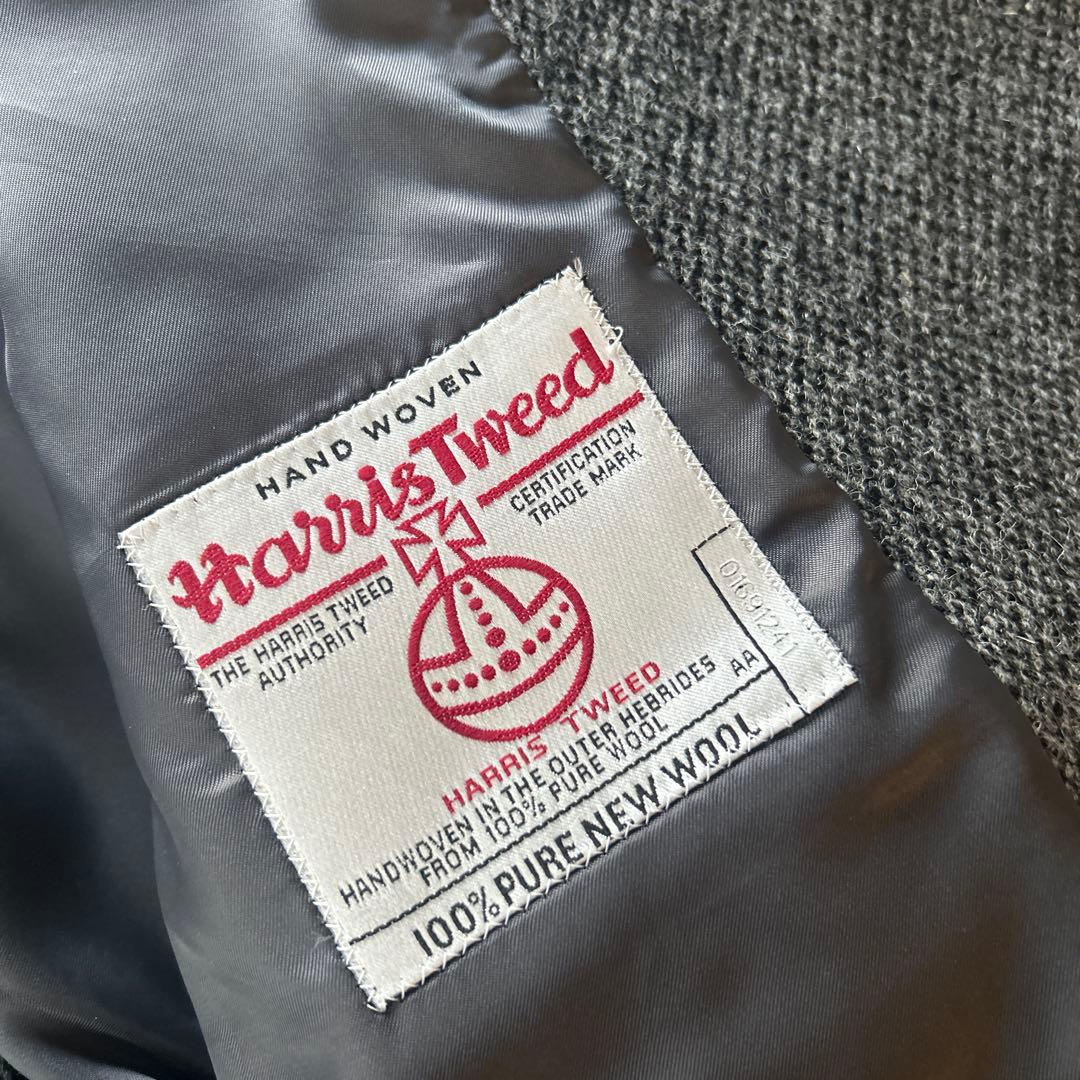 HAND WOVEN
Harris Tweed
THE HARRIS TWEED
AUTHORITY
CERTIFICATION
TRADE MARK
HARRIS TWEED
HANDWOVEN IN THE OUTER HEBRIDES
FROM 100% PURE WOOL
AA
100% PURE NEW WOOL